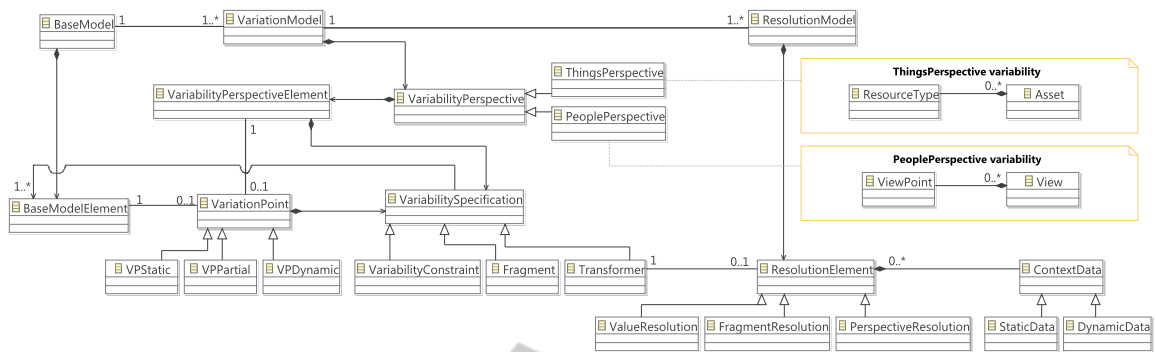 BaseModel
1
1..*
VariationModel
1
1..*
ResolutionModel
ThingsPerspective
ThingsPerspective variability
ResourceType
0..*
Asset
VariabilityPerspectiveElement
VariabilityPerspective
PeoplePerspective
1
PeoplePerspective variability
ViewPoint
0..*
View
1..*
0..1
BaseModelElement
1
0..1
VariationPoint
VariabilitySpecification
VPStatic
VPPartial
VPDynamic
VariabilityConstraint
Fragment
Transformer
1
0..1
ResolutionElement
0..*
ContextData
ValueResolution
FragmentResolution
PerspectiveResolution
StaticData
DynamicData